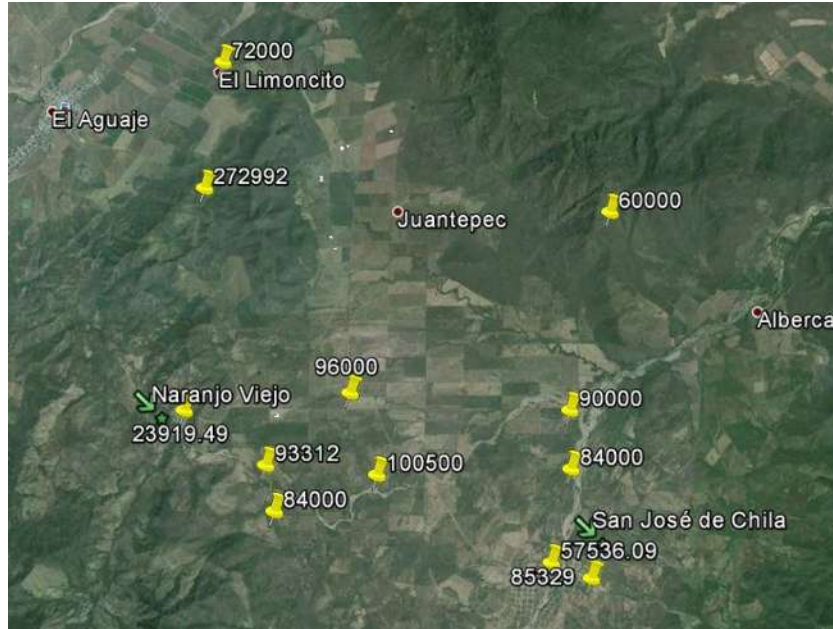 72000
El Limoncito
El Aguaje
272992
60000
Juantepec
Alberca
96000
Naranjo Viejo
90000
23919.49
93312
100500
84000
84000
San José de Chila
57536.09
85329